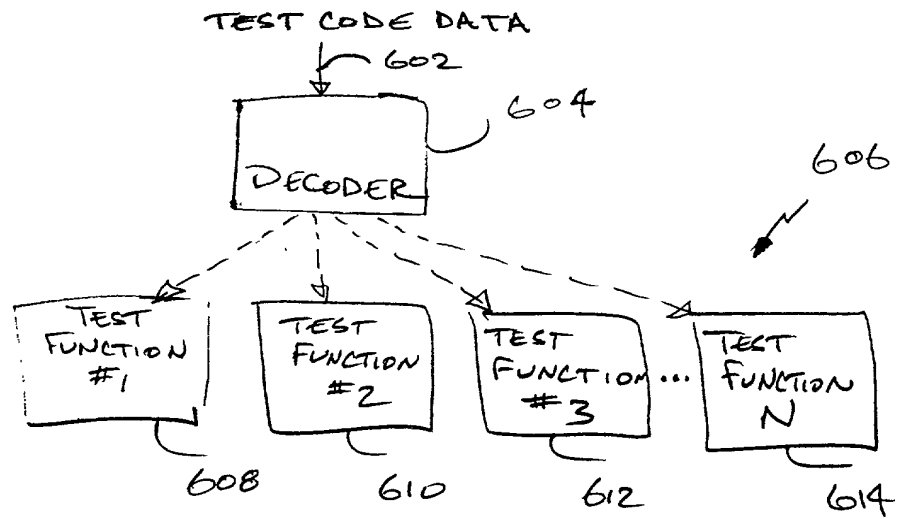 TEST CODE DATA
602
604
DECODER
606
TEST
FUNCTION
#1
TEST
FUNCTION
#2
TEST
FUNCTION
#3
...
TEST
FUNCTION
N
608
610
612
614